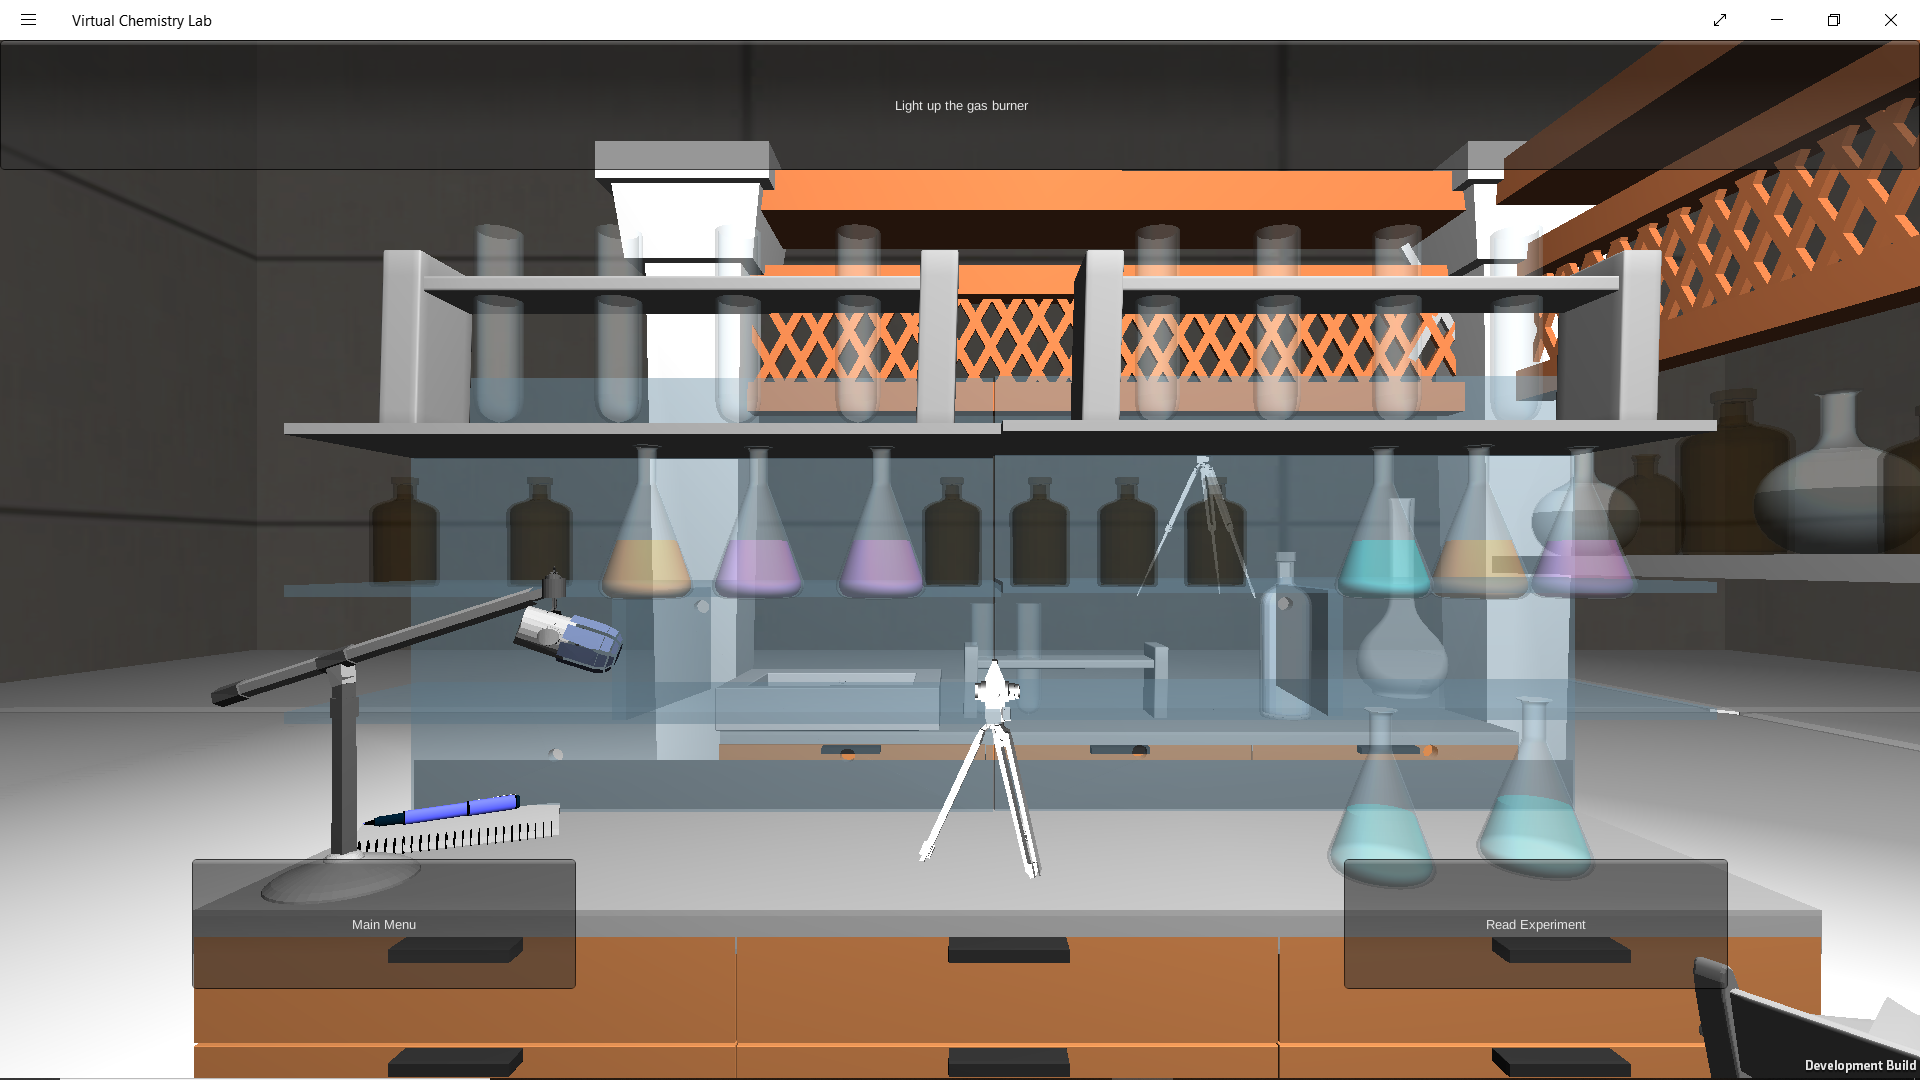 Virtual Chemistry Lab
Light up the gas burner
Main Menu
Read Experiment
Development Build